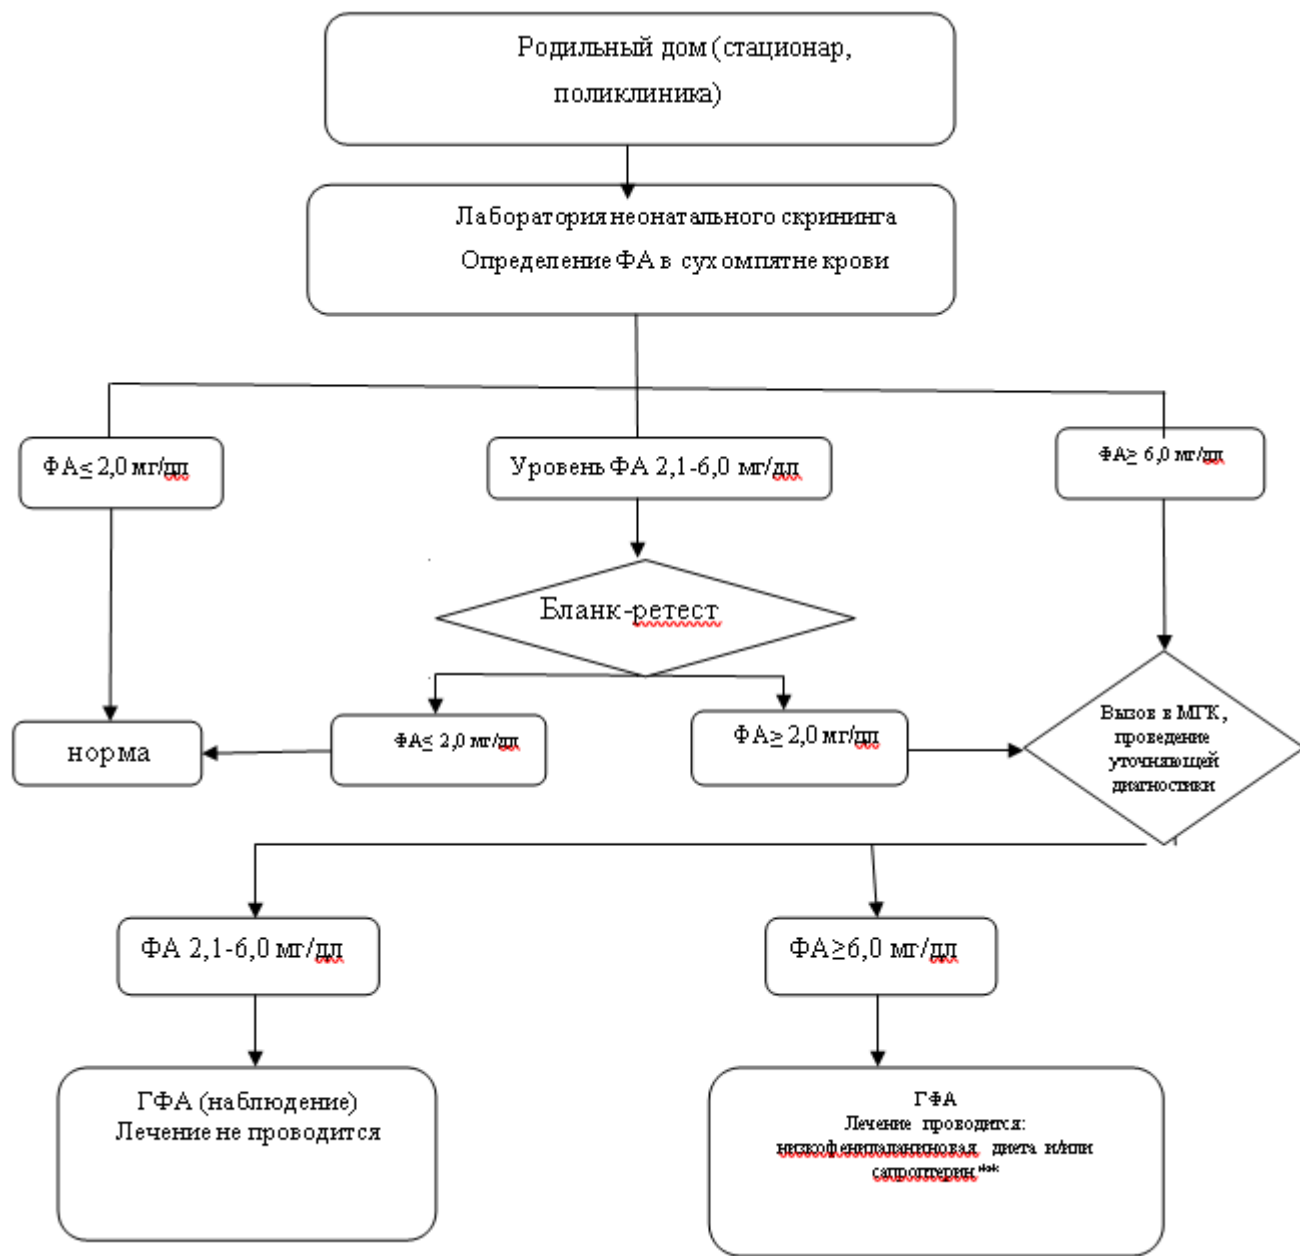 Родильный дом (стационар,
поликлиника)
Лаборатория неонатального скрининга
Определение ФА в сухомпятне крови
ФА≤ 2,0 мг/дл
Уровень ФА 2,1-6,0 мг/дл
ФА≥ 6,0 мг/дл
Бланк-ретест
норма
ФА≤ 2,0 мг/дл
ФА≥ 2,0 мг/дл
Вызов в МГК,
проведение
уточняющей
диагностики
ФА 2,1-6,0 мг/дл
ФА≥6,0 мг/дл
ГФА (наблюдение)
Лечение не проводится
ГФА
Лечение проводится:
низкофенилаланиновая диета и/или
сапроптерин***